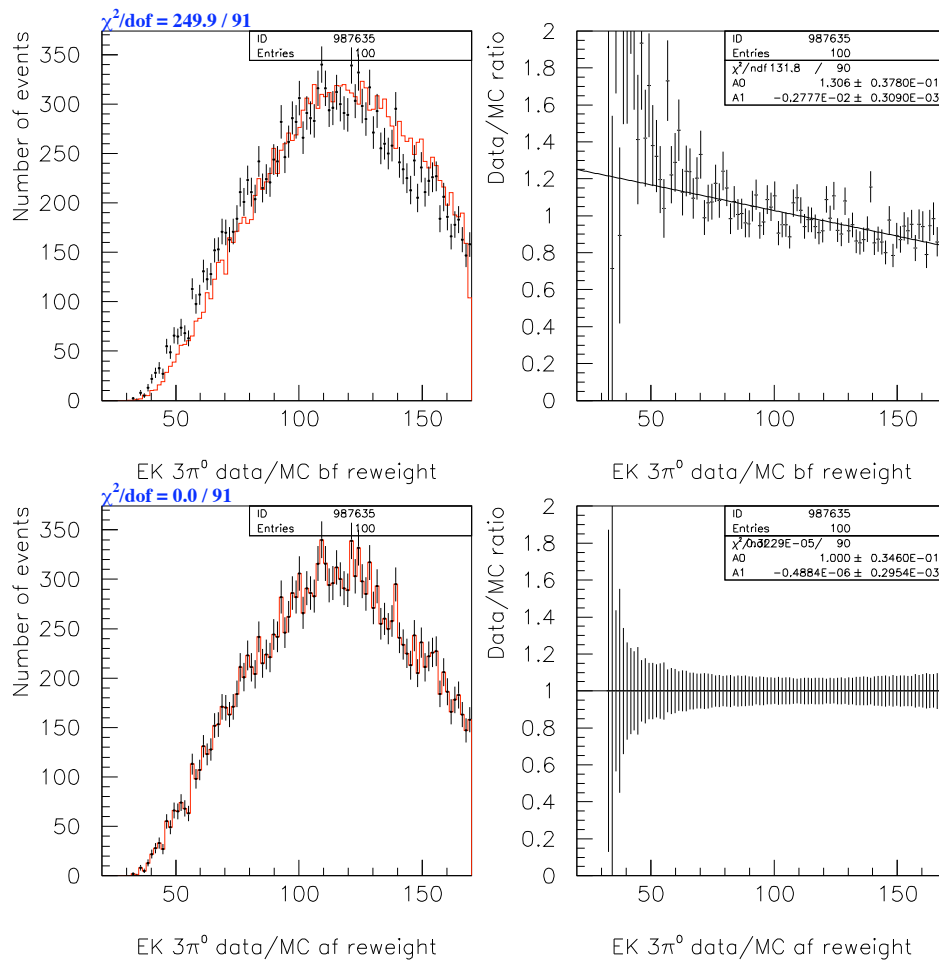 χ²/dof = 249.9 / 91
ID 987635
Entries 100
Number of events
350
300
250
200
150
100
50
0
50 100 150
EK 3π⁰ data/MC bf reweight
ID 987635
Entries 100
χ²/ndf 131.8 / 90
A0 1.306 ± 0.3780E-01
A1 -0.2777E-02 ± 0.3090E-03
Data/MC ratio
2
1.8
1.6
1.4
1.2
1
0.8
0.6
0.4
0.2
0
50 100 150
EK 3π⁰ data/MC bf reweight
χ²/dof = 0.0 / 91
ID 987635
Entries 100
Number of events
350
300
250
200
150
100
50
0
50 100 150
EK 3π⁰ data/MC af reweight
ID 987635
Entries 100
χ²/ndf 0.3229E-05 / 90
A0 1.000 ± 0.3460E-01
A1 -0.4884E-06 ± 0.2954E-03
Data/MC ratio
2
1.8
1.6
1.4
1.2
1
0.8
0.6
0.4
0.2
0
50 100 150
EK 3π⁰ data/MC af reweight